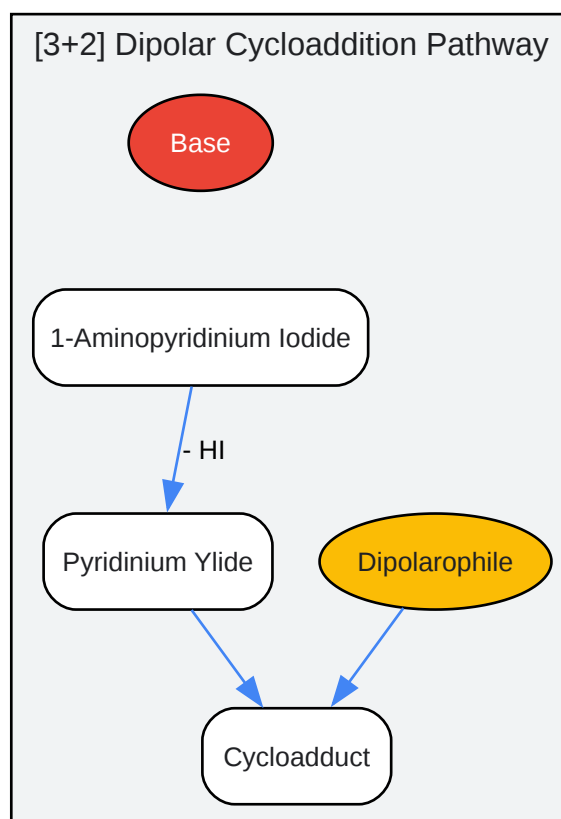 [3+2] Dipolar Cycloaddition Pathway
Base
1-Aminopyridinium Iodide
- HI
Pyridinium Ylide
Dipolarophile
Cycloadduct